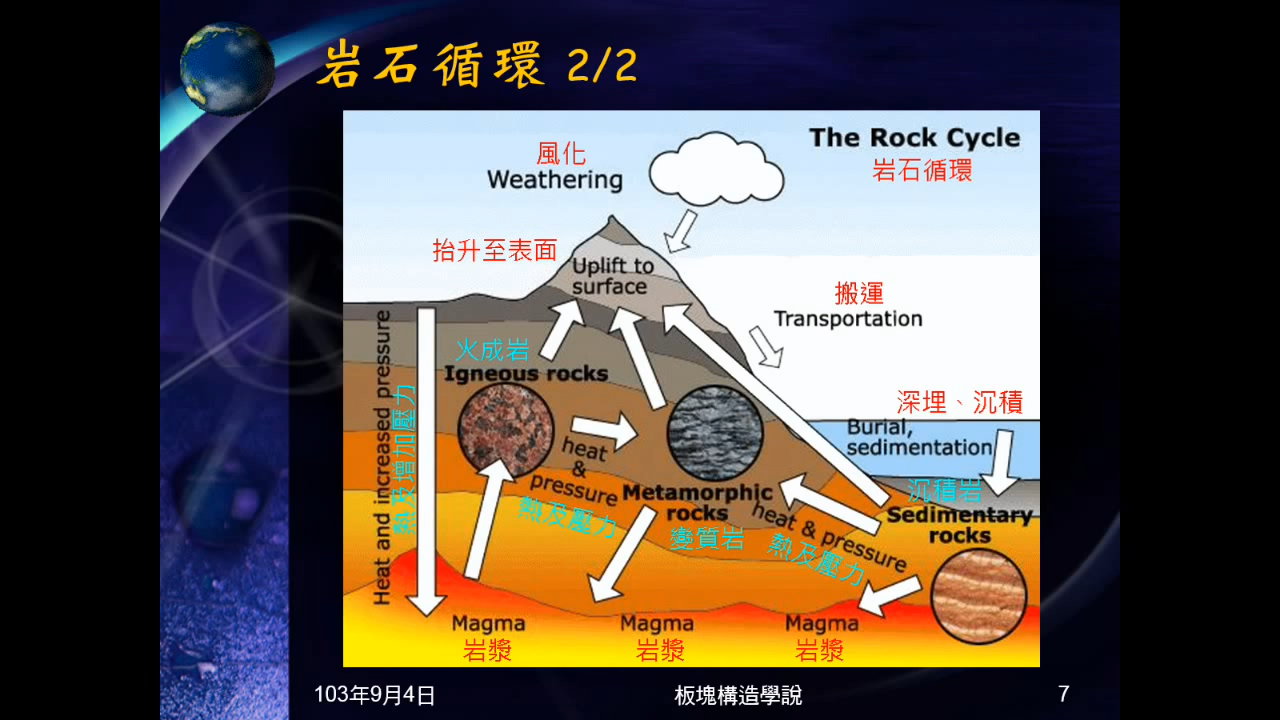 岩石循環 2/2
The Rock Cycle
岩石循環
風化
Weathering
抬升至表面
Uplift to
surface
搬運
Transportation
火成岩
Igneous rocks
深埋、沉積
Burial,
sedimentation
Heat and increased pressure
熱及增加壓力
heat
&
pressure
熱及壓力
Metamorphic
rocks
變質岩
heat & pressure
熱及壓力
沉積岩
Sedimentary
rocks
Magma
岩漿
Magma
岩漿
Magma
岩漿
103年9月4日
板塊構造學說
7